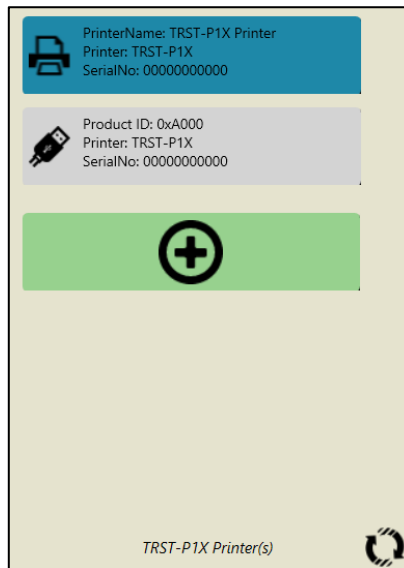 PrinterName: TRST-P1X Printer
Printer: TRST-P1X
SerialNo: 00000000000
Product ID: 0xA000
Printer: TRST-P1X
SerialNo: 00000000000
TRST-P1X Printer(s)